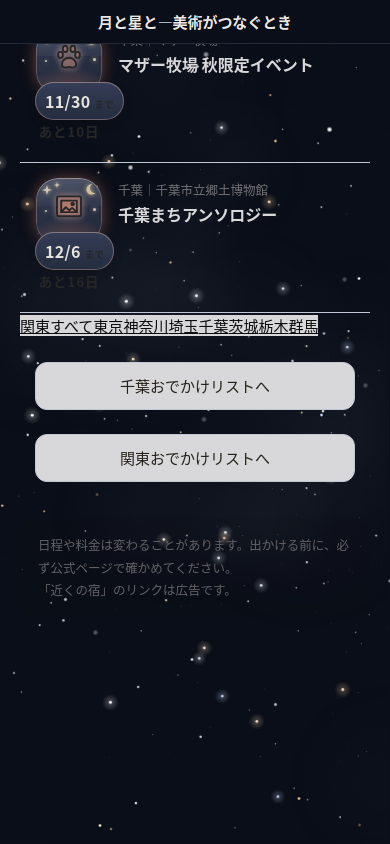 月と星と—美術がつなぐとき
マザー牧場 秋限定イベント
11/30 まで
あと10日
千葉｜千葉市立郷土博物館
千葉まちアンソロジー
12/6 まで
あと16日
関東すべて東京神奈川埼玉千葉茨城栃木群馬
千葉おでかけリストへ
関東おでかけリストへ
日程や料金は変わることがあります。出かける前に、必
ず公式ページで確かめてください。
「近くの宿」のリンクは広告です。